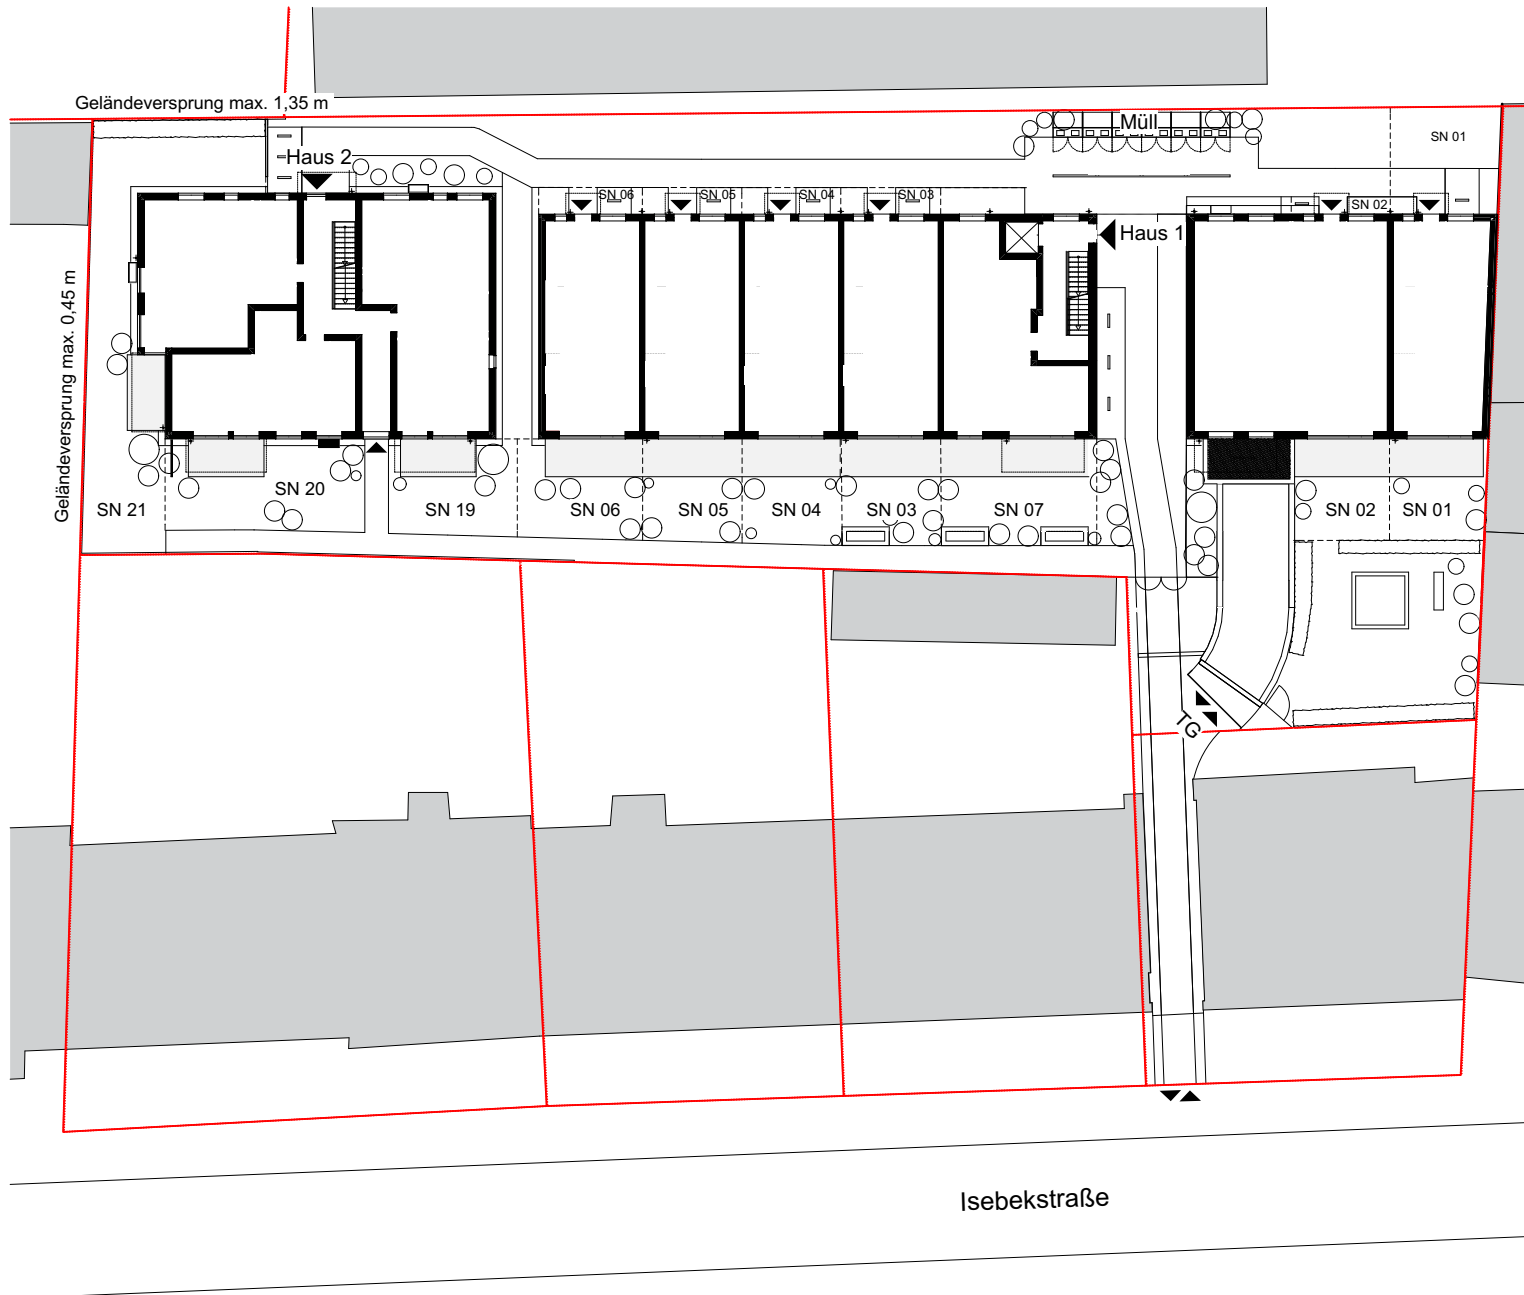 Geländeversprung max. 1,35 m
Müll
SN 01
Haus 2
SN 06
SN 05
SN 04
SN 03
SN 02
Haus 1
Geländeversprung max. 0,45 m
SN 21
SN 20
SN 19
SN 06
SN 05
SN 04
SN 03
SN 07
SN 02
SN 01
TG
Isebekstraße